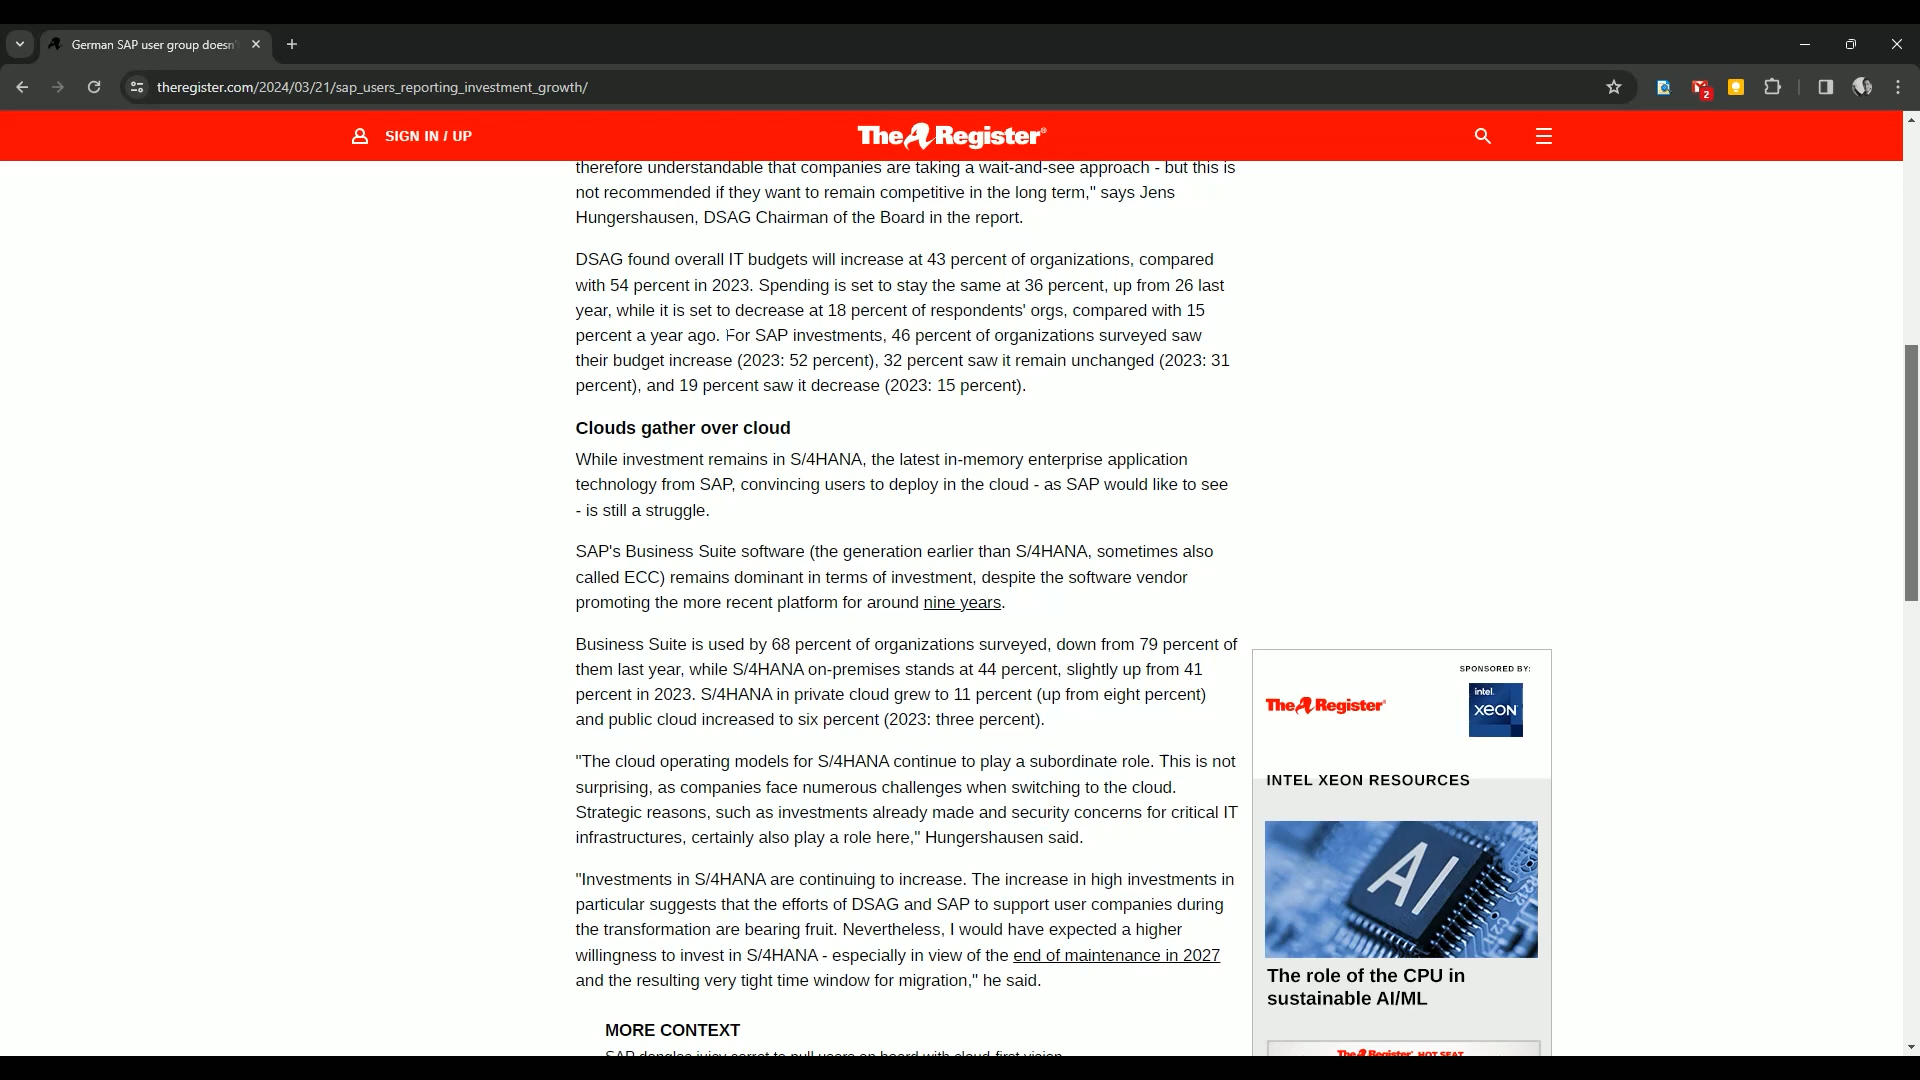 German SAP user group doesn'
theregister.com/2024/03/21/sap_users_reporting_investment_growth/
2
SIGN IN / UP
The Register®
therefore understandable that companies are taking a wait-and-see approach - but this is
not recommended if they want to remain competitive in the long term," says Jens
Hungershausen, DSAG Chairman of the Board in the report.
DSAG found overall IT budgets will increase at 43 percent of organizations, compared
with 54 percent in 2023. Spending is set to stay the same at 36 percent, up from 26 last
year, while it is set to decrease at 18 percent of respondents' orgs, compared with 15
percent a year ago. For SAP investments, 46 percent of organizations surveyed saw
their budget increase (2023: 52 percent), 32 percent saw it remain unchanged (2023: 31
percent), and 19 percent saw it decrease (2023: 15 percent).
Clouds gather over cloud
While investment remains in S/4HANA, the latest in-memory enterprise application
technology from SAP, convincing users to deploy in the cloud - as SAP would like to see
- is still a struggle.
SAP's Business Suite software (the generation earlier than S/4HANA, sometimes also
called ECC) remains dominant in terms of investment, despite the software vendor
promoting the more recent platform for around nine years.
Business Suite is used by 68 percent of organizations surveyed, down from 79 percent of
them last year, while S/4HANA on-premises stands at 44 percent, slightly up from 41
percent in 2023. S/4HANA in private cloud grew to 11 percent (up from eight percent)
and public cloud increased to six percent (2023: three percent).
"The cloud operating models for S/4HANA continue to play a subordinate role. This is not
surprising, as companies face numerous challenges when switching to the cloud.
Strategic reasons, such as investments already made and security concerns for critical IT
infrastructures, certainly also play a role here," Hungershausen said.
"Investments in S/4HANA are continuing to increase. The increase in high investments in
particular suggests that the efforts of DSAG and SAP to support user companies during
the transformation are bearing fruit. Nevertheless, I would have expected a higher
willingness to invest in S/4HANA - especially in view of the end of maintenance in 2027
and the resulting very tight time window for migration," he said.
MORE CONTEXT
SAP dangles juicy carrot to pull users on board with cloud-first vision
SPONSORED BY:
The Register®
intel.
XEON
INTEL XEON RESOURCES
AI
The role of the CPU in
sustainable AI/ML
The Register® HOT SEAT